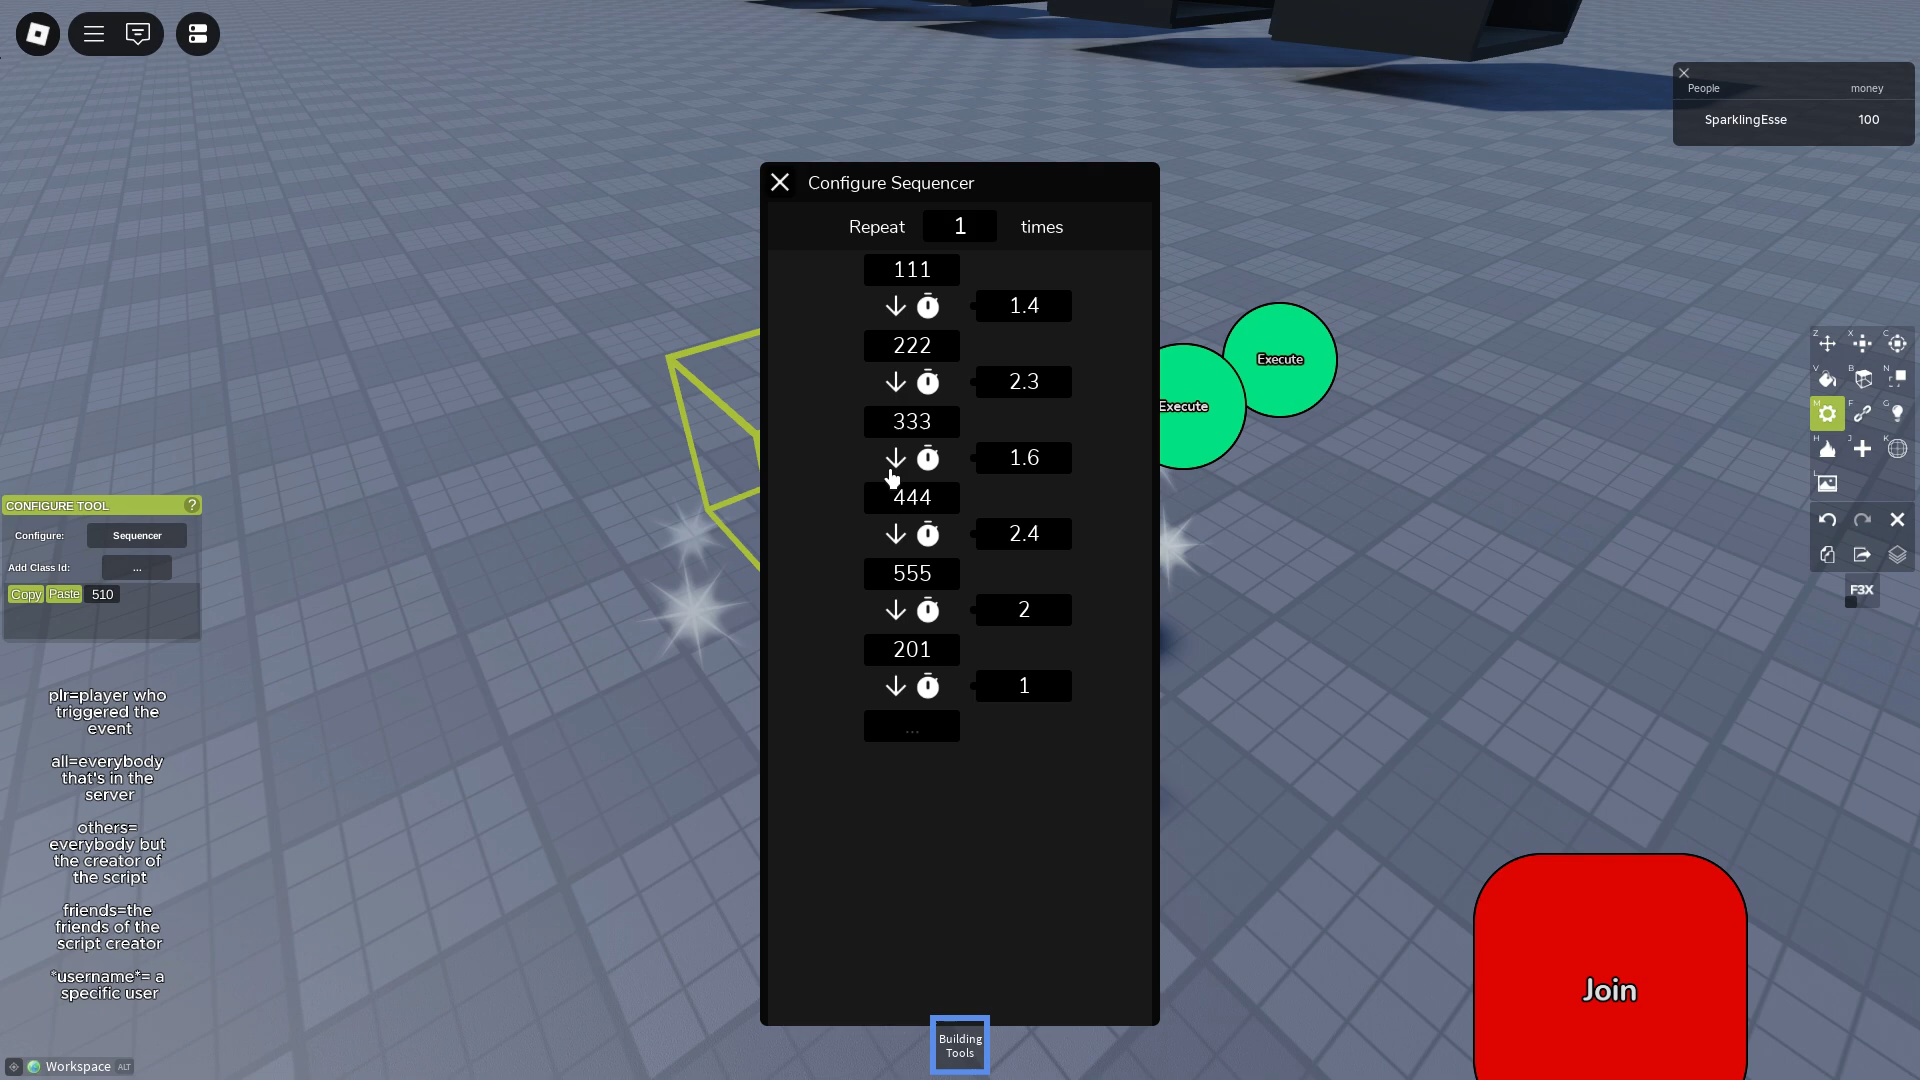 People money
SparklingEsse 100
Configure Sequencer
Repeat 1 times
111
1.4
222
2.3
333
1.6
444
2.4
555
2
201
1
...
Execute
Execute
Z X C
V B N
M F G
H J K
L
F3X
CONFIGURE TOOL ?
Configure: Sequencer
Add Class Id: ...
Copy Paste 510
plr=player who
triggered the
event
all=everybody
that's in the
server
others=
everybody but
the creator of
the script
friends=the
friends of the
script creator
*username*= a
specific user
Join
Building
Tools
Workspace ALT